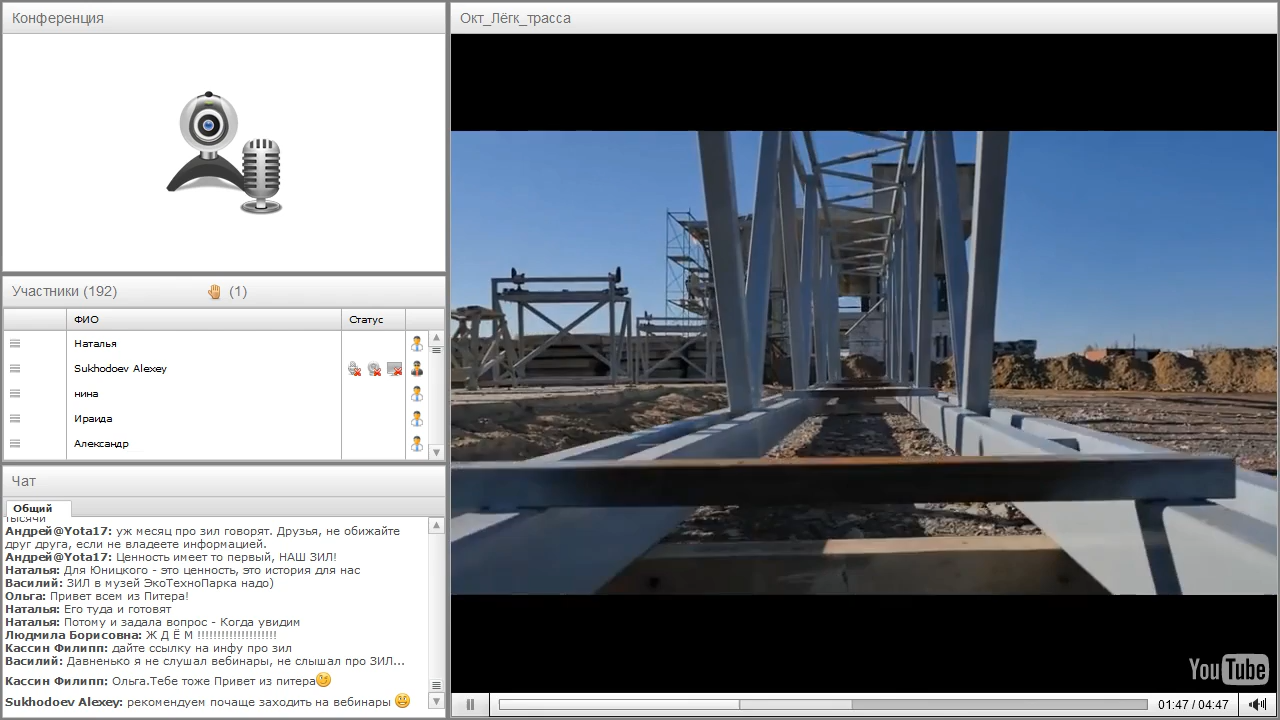 Конференция
Окт_Лёгк_трасса
Участники (192) (1)
ФИО Статус
Наталья
Sukhodoev Alexey
нина
Ираида
Александр
Чат
Общий
тысячи
Андрей@Yota17: уж месяц про зил говорят. Друзья, не обижайте
друг друга, если не владеете информацией.
Андрей@Yota17: Ценность имеет то первый, НАШ ЗИЛ!
Наталья: Для Юницкого - это ценность, это история для нас
Василий: ЗИЛ в музей ЭкоТехноПарка надо)
Ольга: Привет всем из Питера!
Наталья: Его туда и готовят
Наталья: Потому и задала вопрос - Когда увидим
Людмила Борисовна: Ж Д Ё М !!!!!!!!!!!!!!!!!!!!
Кассин Филипп: дайте ссылку на инфу про зил
Василий: Давненько я не слушал вебинары, не слышал про ЗИЛ...
Кассин Филипп: Ольга.Тебе тоже Привет из питера
Sukhodoev Alexey: рекомендуем почаще заходить на вебинары
YouTube
01:47 / 04:47